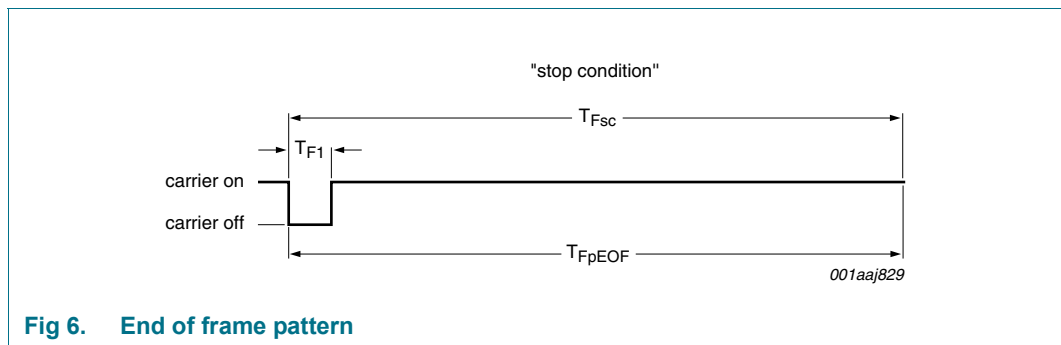 "stop condition"
TFsc
TF1
carrier on
carrier off
TFpEOF
001aaj829
Fig 6. End of frame pattern